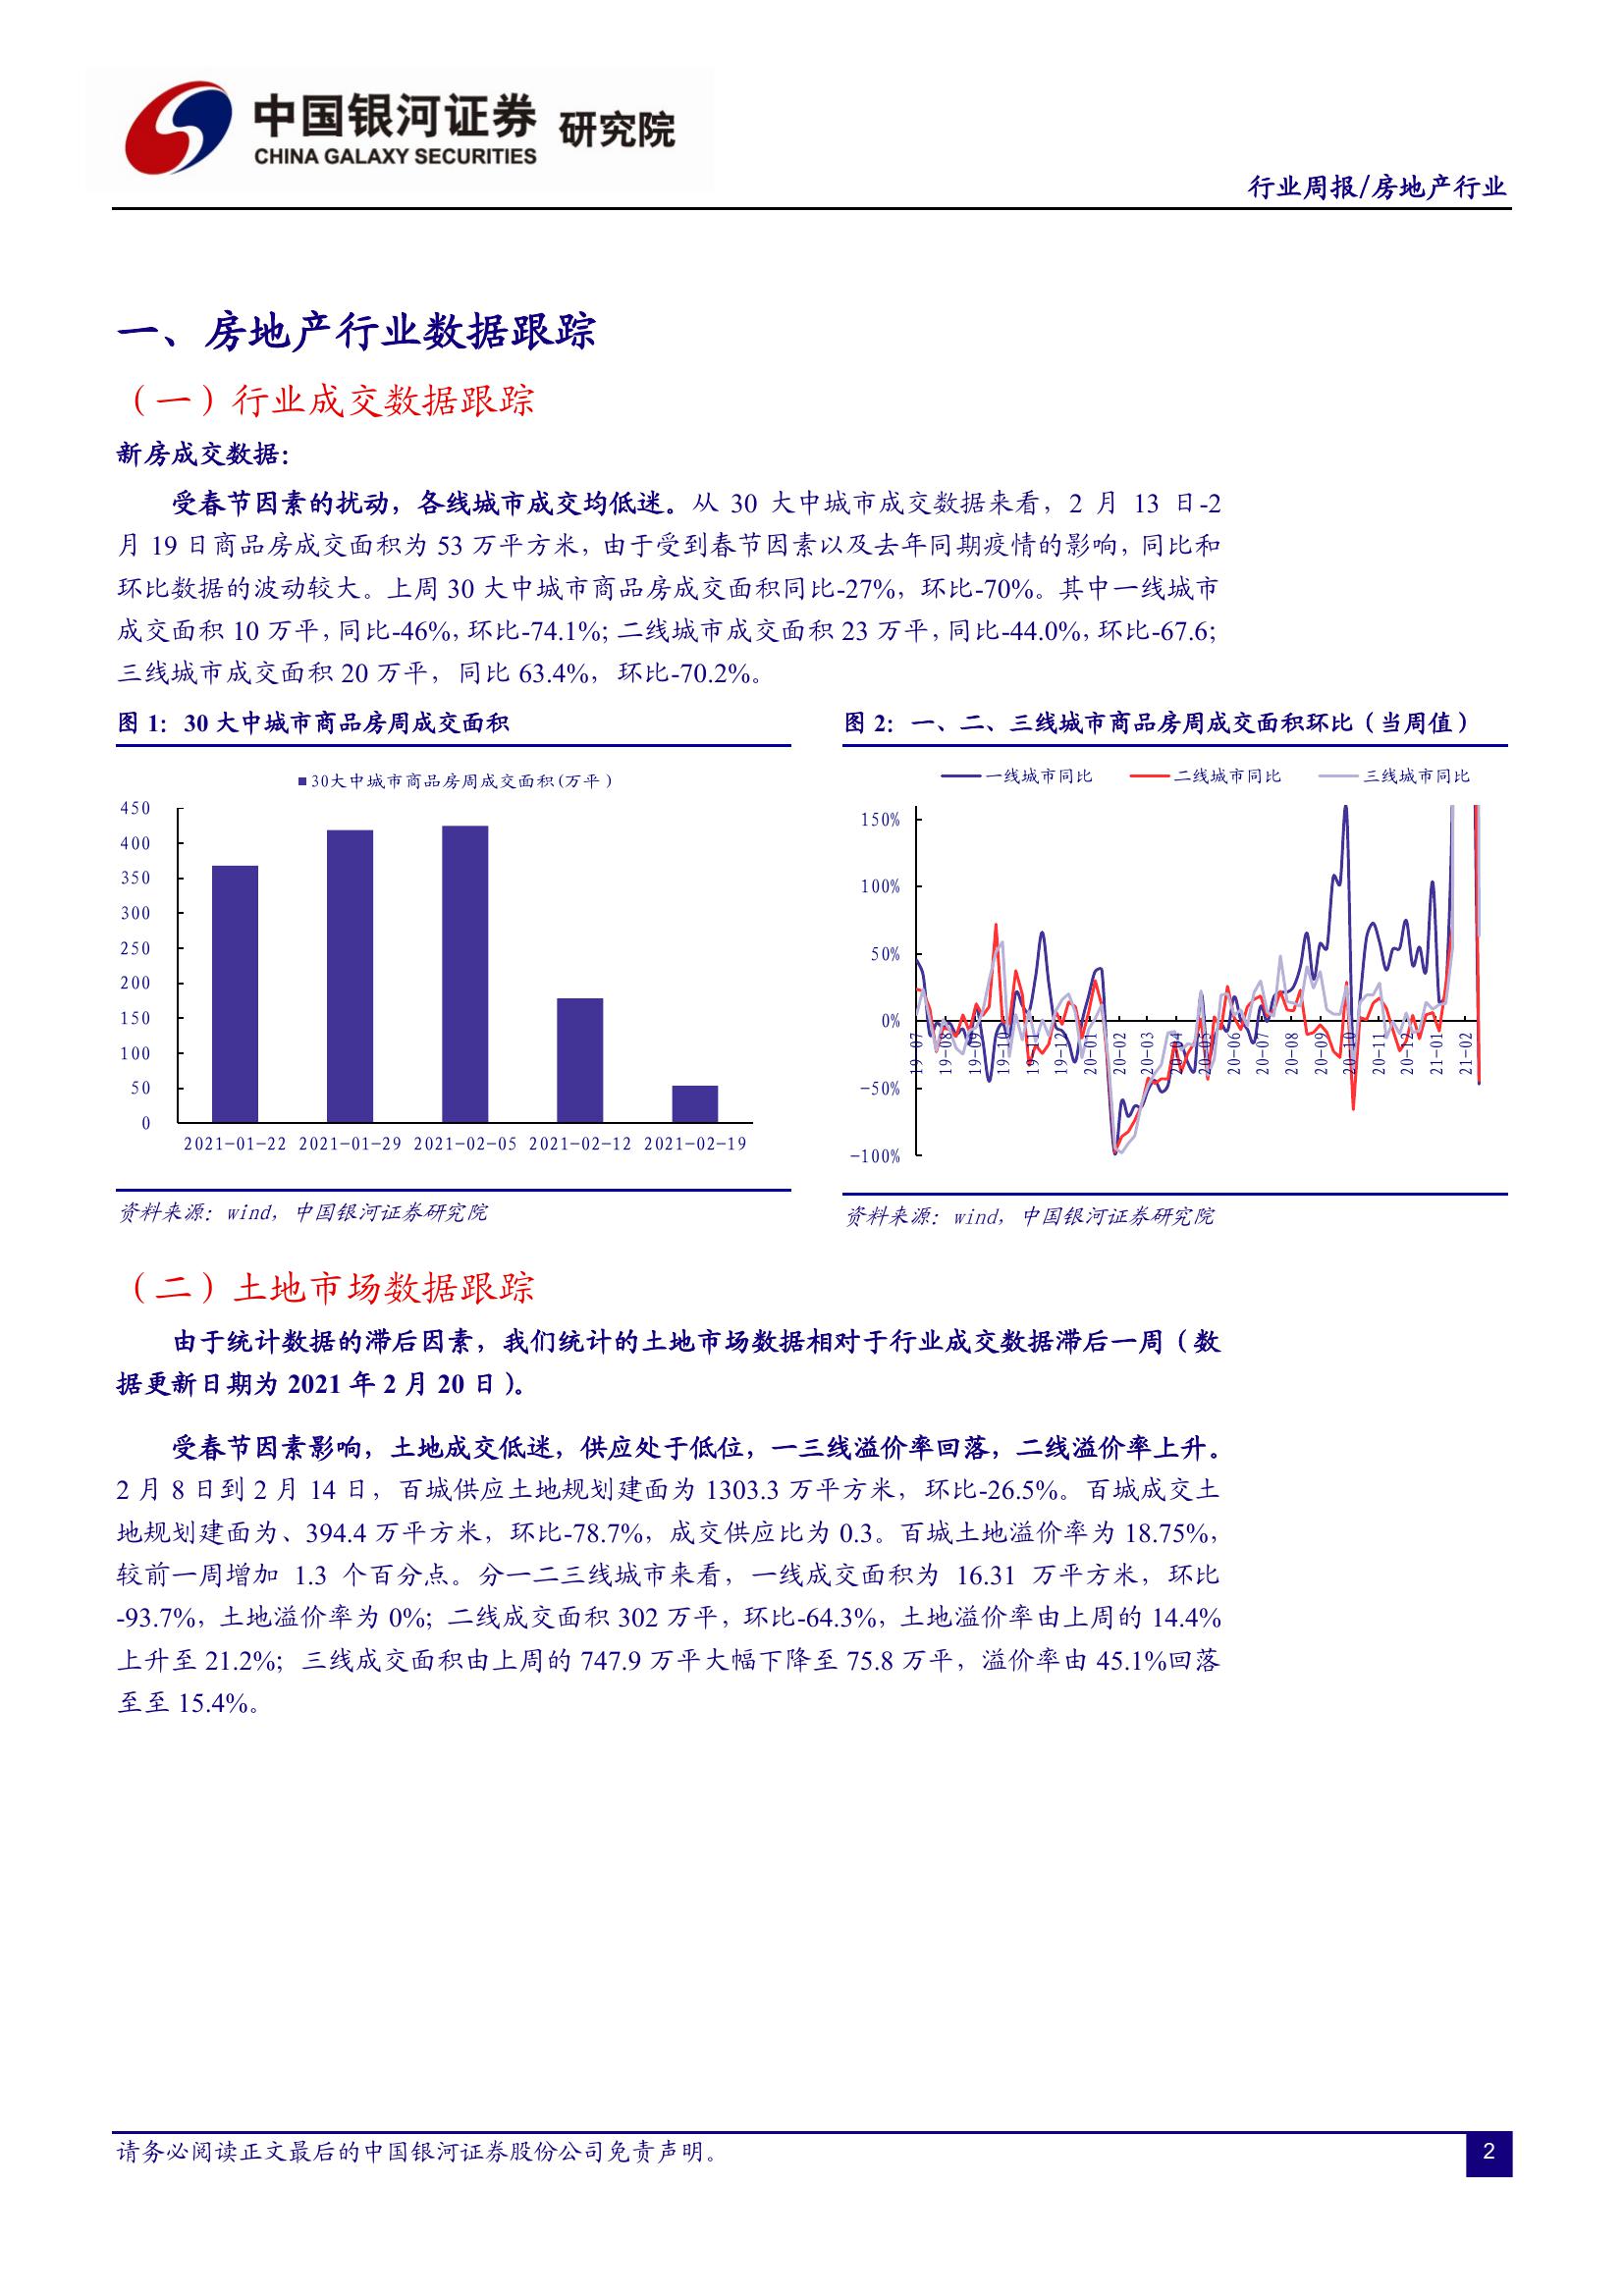 中国银河证券 研究院
CHINA GALAXY SECURITIES
行业周报/房地产行业
一、房地产行业数据跟踪
（一）行业成交数据跟踪
新房成交数据：
受春节因素的扰动，各线城市成交均低迷。从 30 大中城市成交数据来看，2 月 13 日-2
月 19 日商品房成交面积为 53 万平方米，由于受到春节因素以及去年同期疫情的影响，同比和
环比数据的波动较大。上周 30 大中城市商品房成交面积同比-27%，环比-70%。其中一线城市
成交面积 10 万平，同比-46%，环比-74.1%；二线城市成交面积 23 万平，同比-44.0%，环比-67.6；
三线城市成交面积 20 万平，同比 63.4%，环比-70.2%。
图 1：30 大中城市商品房周成交面积
30大中城市商品房周成交面积(万平)
450
400
350
300
250
200
150
100
50
0
2021-01-22 2021-01-29 2021-02-05 2021-02-12 2021-02-19
资料来源：wind，中国银河证券研究院
图 2：一、二、三线城市商品房周成交面积环比（当周值）
一线城市同比 二线城市同比 三线城市同比
150%
100%
50%
0%
-50%
-100%
19-07 19-08 19-09 19-10 19-11 19-12 20-01 20-02 20-03 20-04 20-05 20-06 20-07 20-08 20-09 20-10 20-11 20-12 21-01 21-02
资料来源：wind，中国银河证券研究院
（二）土地市场数据跟踪
由于统计数据的滞后因素，我们统计的土地市场数据相对于行业成交数据滞后一周（数
据更新日期为 2021 年 2 月 20 日）。
受春节因素影响，土地成交低迷，供应处于低位，一三线溢价率回落，二线溢价率上升。
2 月 8 日到 2 月 14 日，百城供应土地规划建面为 1303.3 万平方米，环比-26.5%。百城成交土
地规划建面为、394.4 万平方米，环比-78.7%，成交供应比为 0.3。百城土地溢价率为 18.75%，
较前一周增加 1.3 个百分点。分一二三线城市来看，一线成交面积为 16.31 万平方米，环比
-93.7%，土地溢价率为 0%；二线成交面积 302 万平，环比-64.3%，土地溢价率由上周的 14.4%
上升至 21.2%；三线成交面积由上周的 747.9 万平大幅下降至 75.8 万平，溢价率由 45.1%回落
至至 15.4%。
请务必阅读正文最后的中国银河证券股份公司免责声明。
2